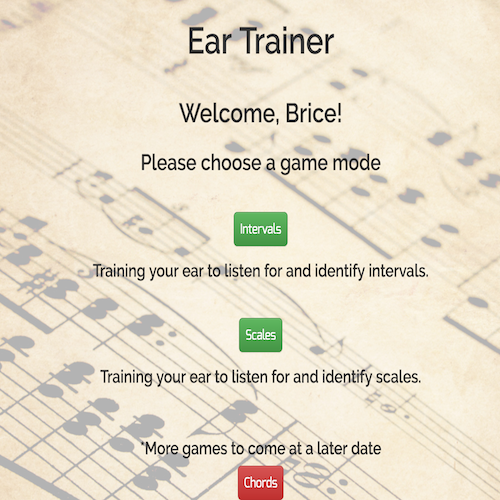 Ear Trainer
Welcome, Brice!
Please choose a game mode
Intervals
Training your ear to listen for and identify intervals.
Scales
Training your ear to listen for and identify scales.
*More games to come at a later date
Chords